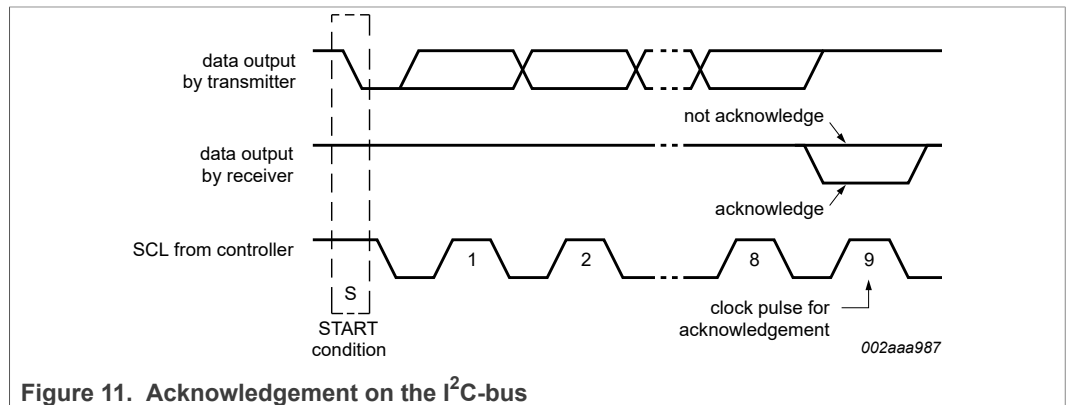 data output
by transmitter
not acknowledge
data output
by receiver
acknowledge
SCL from controller
1
2
8
9
S
START
condition
clock pulse for
acknowledgement
002aaa987
Figure 11. Acknowledgement on the I²C-bus